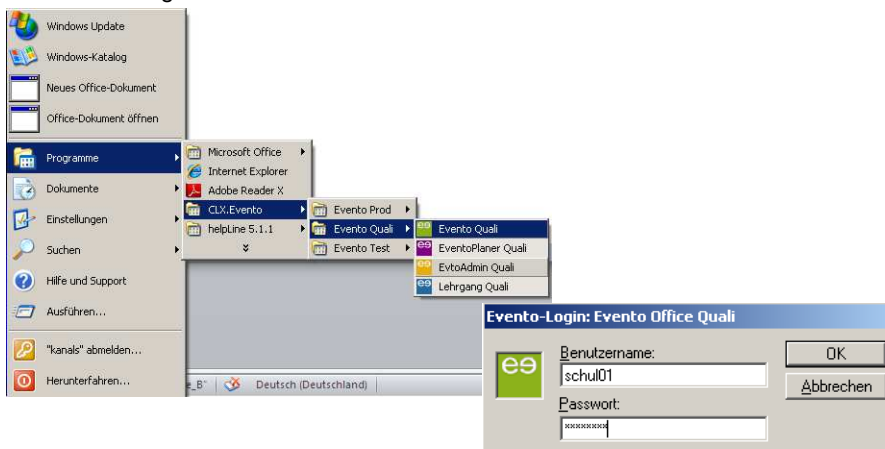 Windows Update
Windows-Katalog
Neues Office-Dokument
Office-Dokument öffnen
Programme
Dokumente
Einstellungen
Suchen
Hilfe und Support
Ausführen...
"kanals" abmelden...
Herunterfahren...
Microsoft Office
Internet Explorer
Adobe Reader X
CLX.Evento
helpLine 5.1.1
Evento Prod
Evento Quali
Evento Test
Evento Quali
EventoPlaner Quali
EvtoAdmin Quali
Lehrgang Quali
Deutsch (Deutschland)
Evento-Login: Evento Office Quali
Benutzername:
schul01
Passwort:
xxxxxxxx
OK
Abbrechen